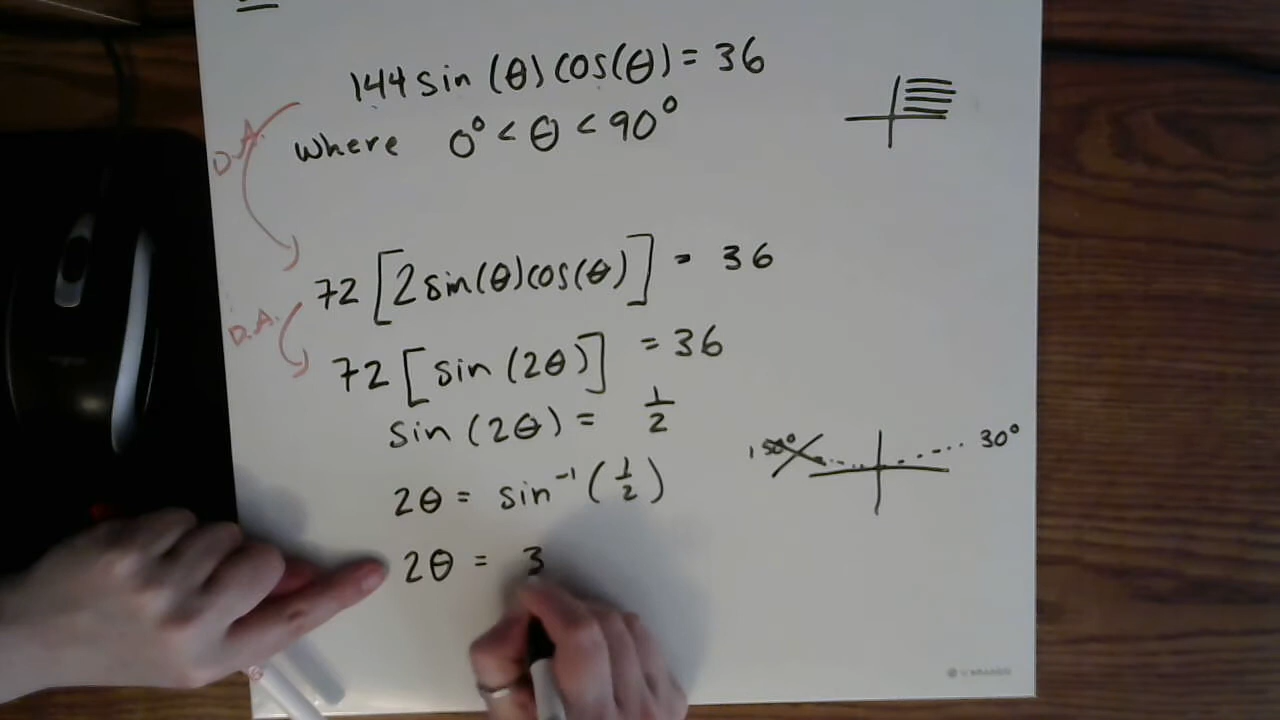 144 sin (θ) cos(θ) = 36
where 0° < θ < 90°
D.A.
72 [2 sin(θ) cos(θ)] = 36
D.A.
72 [sin (2θ)] = 36
sin (2θ) = 1/2
30°
2θ = sin⁻¹ (1/2)
2θ = 3